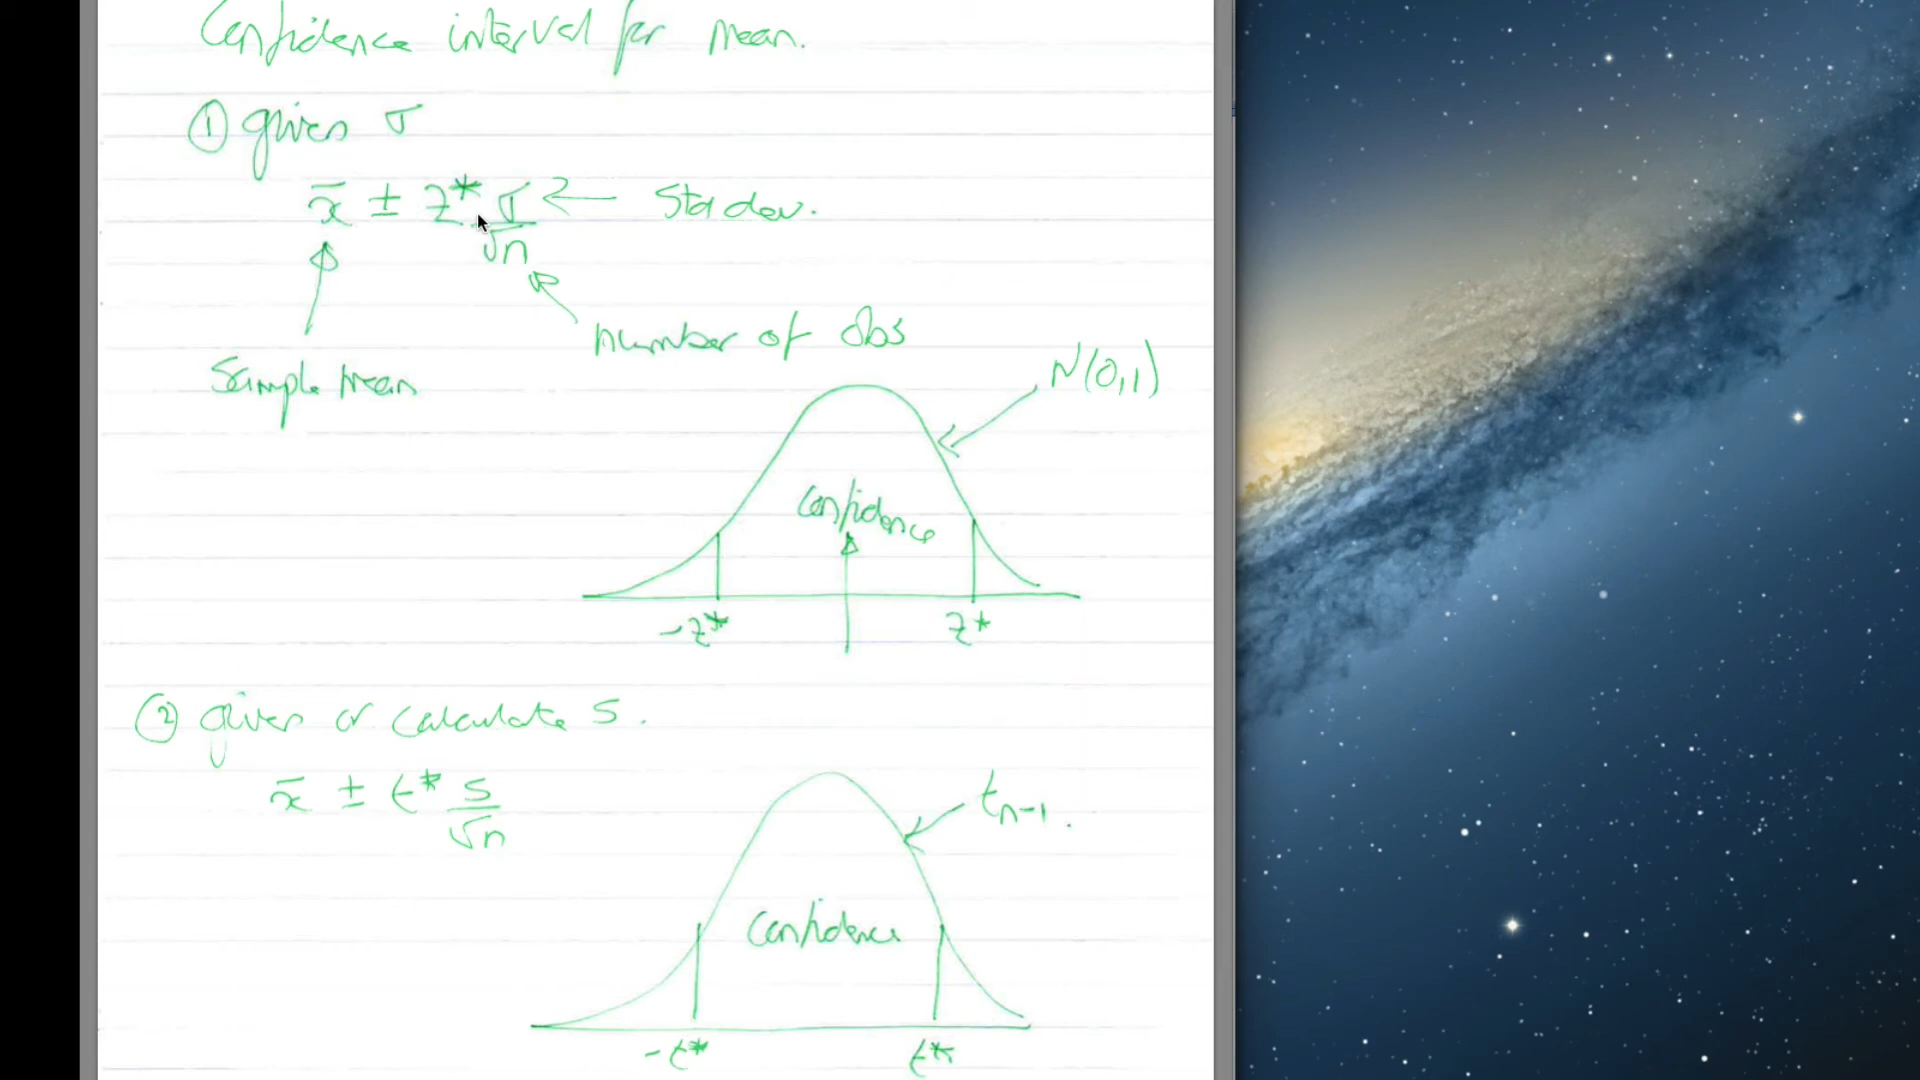 Confidence interval for mean.
① given σ
x̄ ± z* σ/√n ← Std dev.
number of obs
Sample mean
N(0,1)
Confidence
-z* z*
② given or calculate s.
x̄ ± t* s/√n
tₙ₋₁.
Confidence
-t* t*